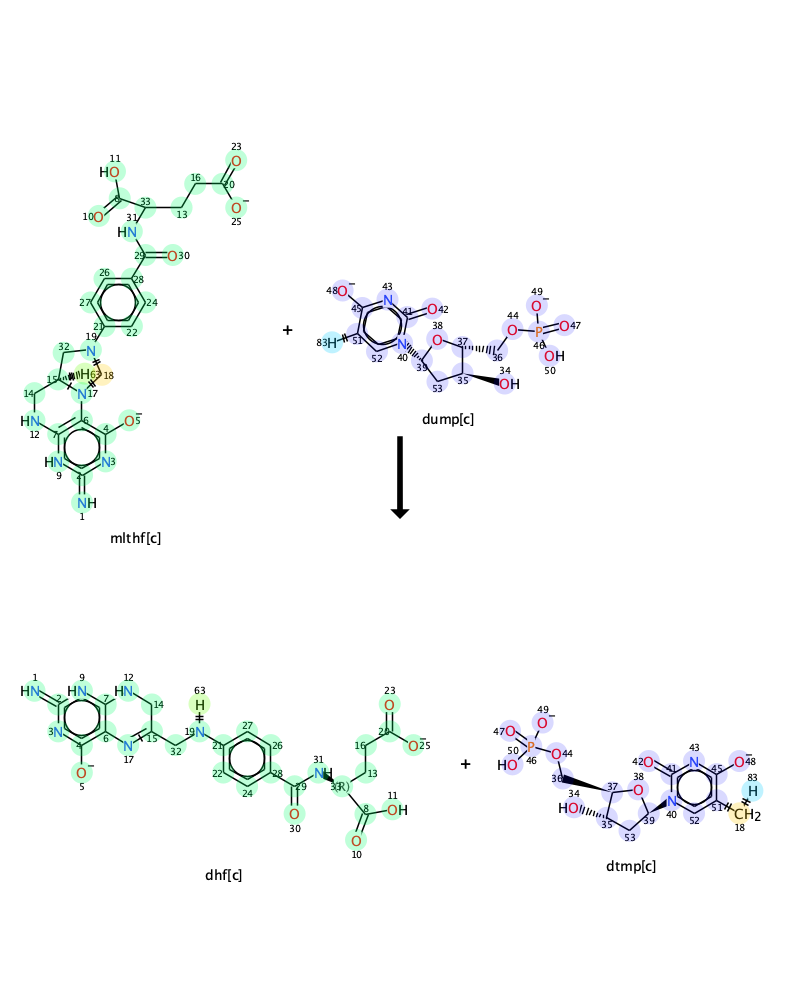 23
11 O
HO 16 20
8
10 O 33 13 O−
31 25
HN
29 O 30
26 28
27 24
21 22
19 N
32
15 H 63 18
14 N 17
HN 6 4 O− 5
12 7
HN N 3
9 2
NH
1
mlthf[c]
+
48 O− 43
N
45 41 O 42
83 H 51
52 N 40
39
38
O 37
53 35
36
34
OH
44
O
49
O−
P O 47
46
OH
50
dump[c]
1 9 12
HN HN HN
2 7 14
3 N 4 6 N 15
17 32
O−
5
63
H
19 N
27
21 26
22 28
24
31
29 NH
O
30
33 (R)
23
O
20 O− 25
16
13
11
8 OH
O
10
dhf[c]
+
49
47 O O−
50 P O 44
HO 46
36
37 38
34 O
HO
35 39
53
43
42 O 41 N 45 O− 48
N
40 51
52
83
H
CH2
18
dtmp[c]